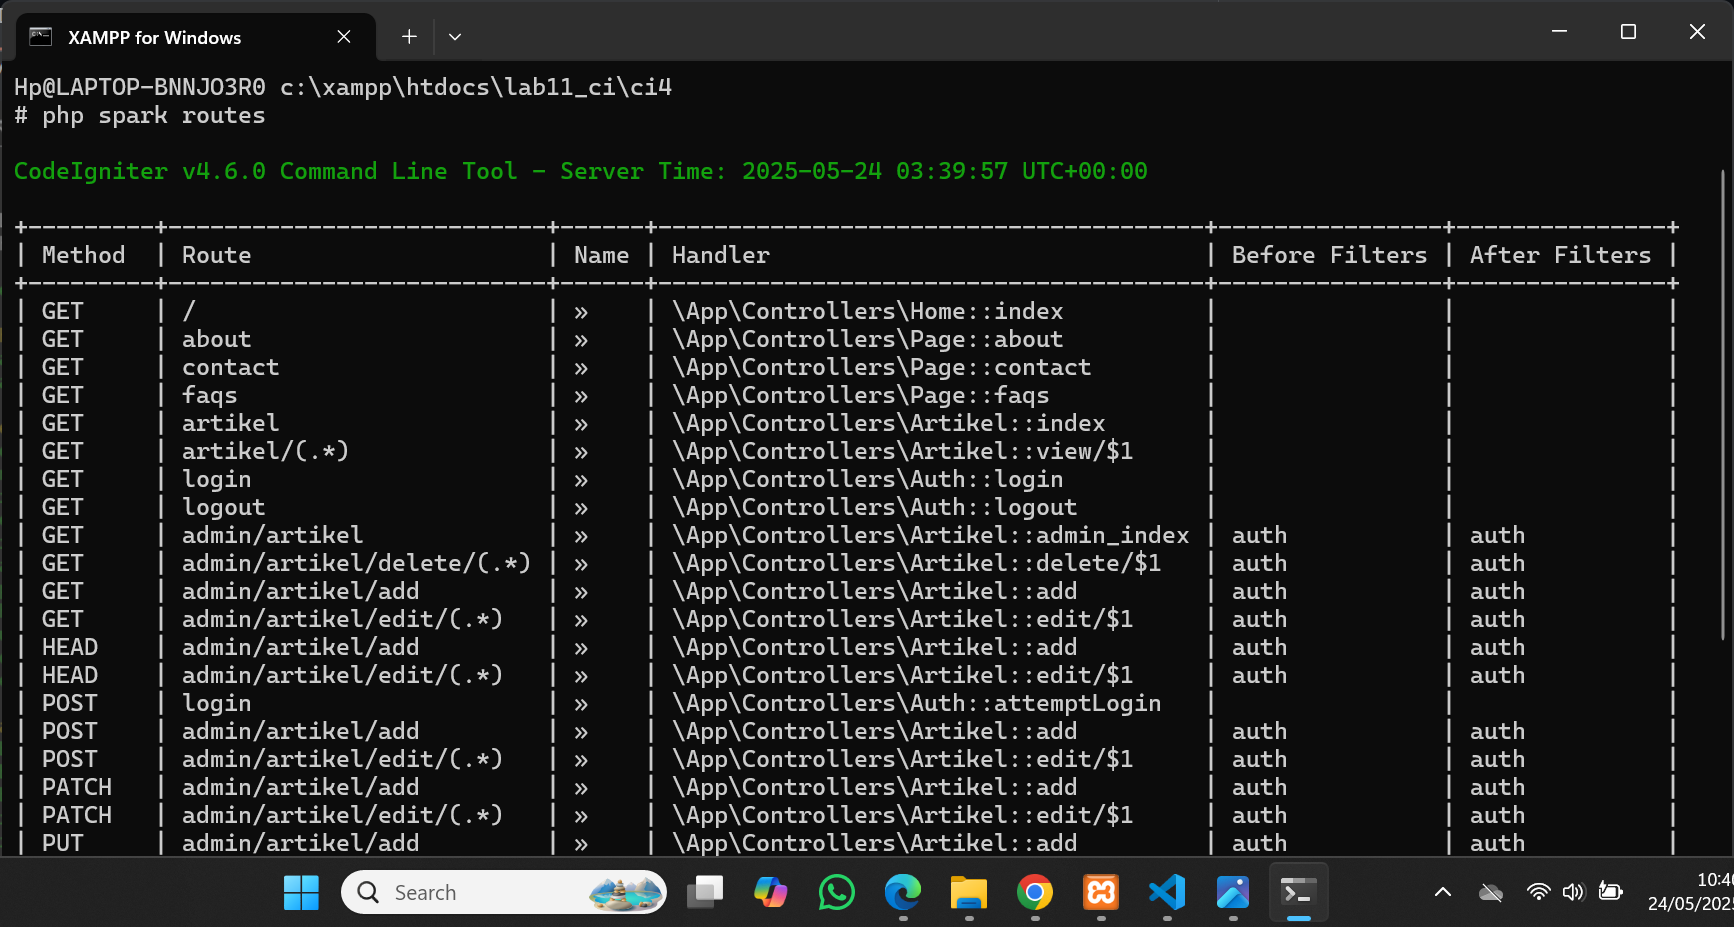 XAMPP for Windows
Hp@LAPTOP-BNNJO3R0 c:\xampp\htdocs\lab11_ci\ci4
# php spark routes
CodeIgniter v4.6.0 Command Line Tool - Server Time: 2025-05-24 03:39:57 UTC+00:00
+----------+---------------------------+------+---------------------------------------+----------------+---------------+
| Method   | Route                     | Name | Handler                               | Before Filters | After Filters |
+----------+---------------------------+------+---------------------------------------+----------------+---------------+
| GET      | /                         | »    | \App\Controllers\Home::index          |                |               |
| GET      | about                     | »    | \App\Controllers\Page::about          |                |               |
| GET      | contact                   | »    | \App\Controllers\Page::contact        |                |               |
| GET      | faqs                      | »    | \App\Controllers\Page::faqs           |                |               |
| GET      | artikel                   | »    | \App\Controllers\Artikel::index       |                |               |
| GET      | artikel/(.*)              | »    | \App\Controllers\Artikel::view/$1     |                |               |
| GET      | login                     | »    | \App\Controllers\Auth::login          |                |               |
| GET      | logout                    | »    | \App\Controllers\Auth::logout         |                |               |
| GET      | admin/artikel             | »    | \App\Controllers\Artikel::admin_index | auth           | auth          |
| GET      | admin/artikel/delete/(.*) | »    | \App\Controllers\Artikel::delete/$1   | auth           | auth          |
| GET      | admin/artikel/add         | »    | \App\Controllers\Artikel::add         | auth           | auth          |
| GET      | admin/artikel/edit/(.*)   | »    | \App\Controllers\Artikel::edit/$1     | auth           | auth          |
| HEAD     | admin/artikel/add         | »    | \App\Controllers\Artikel::add         | auth           | auth          |
| HEAD     | admin/artikel/edit/(.*)   | »    | \App\Controllers\Artikel::edit/$1     | auth           | auth          |
| POST     | login                     | »    | \App\Controllers\Auth::attemptLogin   |                |               |
| POST     | admin/artikel/add         | »    | \App\Controllers\Artikel::add         | auth           | auth          |
| POST     | admin/artikel/edit/(.*)   | »    | \App\Controllers\Artikel::edit/$1     | auth           | auth          |
| PATCH    | admin/artikel/add         | »    | \App\Controllers\Artikel::add         | auth           | auth          |
| PATCH    | admin/artikel/edit/(.*)   | »    | \App\Controllers\Artikel::edit/$1     | auth           | auth          |
| PUT      | admin/artikel/add         | »    | \App\Controllers\Artikel::add         | auth           | auth          |
Search